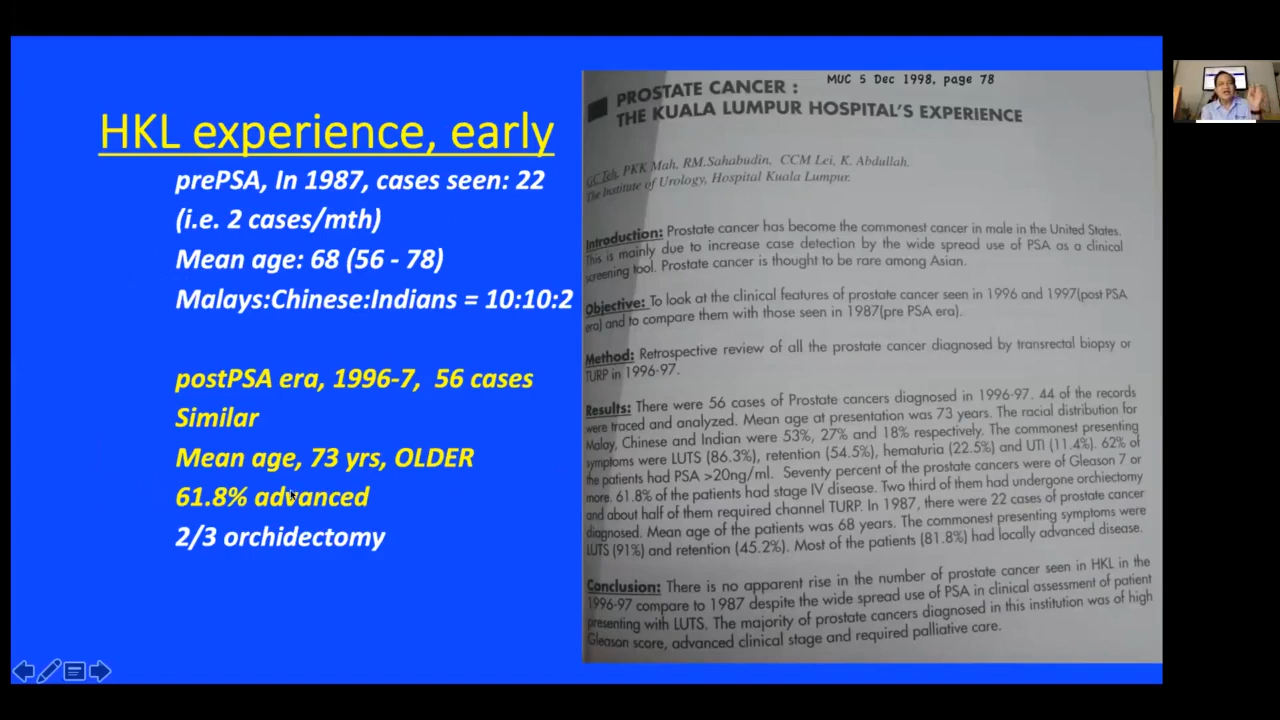 HKL experience, early
prePSA, In 1987, cases seen: 22
(i.e. 2 cases/mth)
Mean age: 68 (56 - 78)
Malays:Chinese:Indians = 10:10:2
postPSA era, 1996-7, 56 cases
Similar
Mean age, 73 yrs, OLDER
61.8% advanced
2/3 orchidectomy
MUC 5 Dec 1998, page 78
PROSTATE CANCER :
THE KUALA LUMPUR HOSPITAL'S EXPERIENCE
GC Teh, PKK Mah, RM.Sahabudin, CCM Lei, K. Abdullah.
The Institute of Urology, Hospital Kuala Lumpur.
Introduction: Prostate cancer has become the commonest cancer in male in the United States.
This is mainly due to increase case detection by the wide spread use of PSA as a clinical
screening tool. Prostate cancer is thought to be rare among Asian.
Objective: To look at the clinical features of prostate cancer seen in 1996 and 1997(post PSA
era) and to compare them with those seen in 1987(pre PSA era).
Method: Retrospective review of all the prostate cancer diagnosed by transrectal biopsy or
TURP in 1996-97.
Results: There were 56 cases of Prostate cancers diagnosed in 1996-97. 44 of the records
were traced and analyzed. Mean age at presentation was 73 years. The racial distribution for
Malay, Chinese and Indian were 53%, 27% and 18% respectively. The commonest presenting
symptoms were LUTS (86.3%), retention (54.5%), hematuria (22.5%) and UTI (11.4%). 62% of
the patients had PSA >20ng/ml. Seventy percent of the prostate cancers were of Gleason 7 or
more. 61.8% of the patients had stage IV disease. Two third of them had undergone orchiectomy
and about half of them required channel TURP. In 1987, there were 22 cases of prostate cancer
diagnosed. Mean age of the patients was 68 years. The commonest presenting symptoms were
LUTS (91%) and retention (45.2%). Most of the patients (81.8%) had locally advanced disease.
Conclusion: There is no apparent rise in the number of prostate cancer seen in HKL in the
1996-97 compare to 1987 despite the wide spread use of PSA in clinical assessment of patient
presenting with LUTS. The majority of prostate cancers diagnosed in this institution was of high
Gleason score, advanced clinical stage and required palliative care.